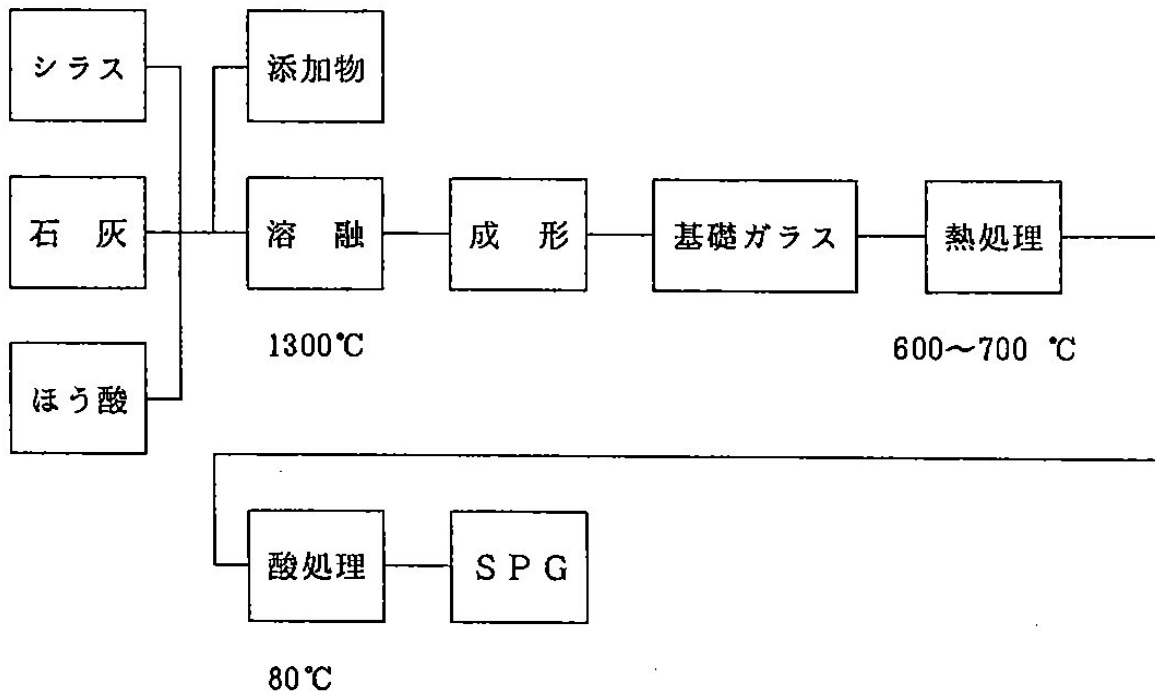 シラス
添加物
石灰
溶融
成形
基礎ガラス
熱処理
1300℃
600～700 ℃
ほう酸
酸処理
SPG
80℃